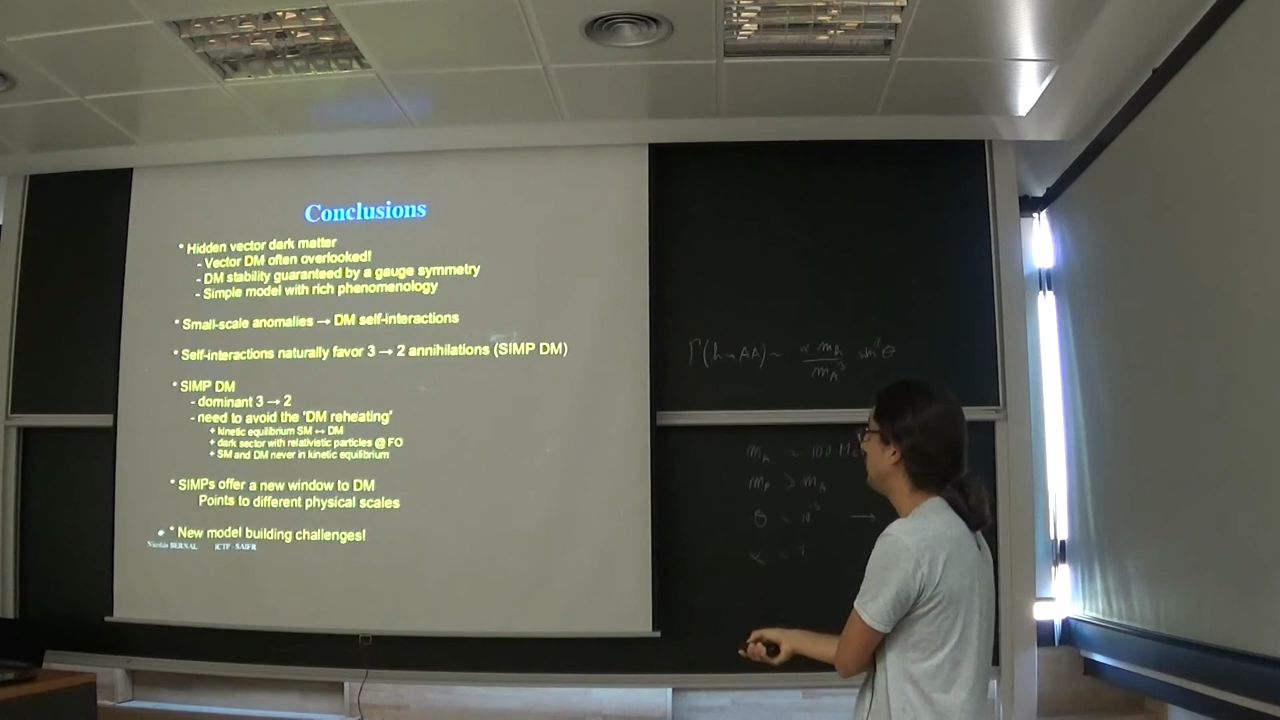 Conclusions
* Hidden vector dark matter
- Vector DM often overlooked!
- DM stability guaranteed by a gauge symmetry
- Simple model with rich phenomenology
* Small-scale anomalies → DM self-interactions
* Self-interactions naturally favor 3 → 2 annihilations (SIMP DM)
* SIMP DM
- dominant 3 → 2
- need to avoid the 'DM reheating'
+ kinetic equilibrium SM ↔ DM
+ dark sector with relativistic particles @ FO
+ SM and DM never in kinetic equilibrium
* SIMPs offer a new window to DM
Points to different physical scales
* New model building challenges!
Nicolás BERNAL ICTP - SAIFR
Γ(h→AA)~
sin²θ
m_A
θ